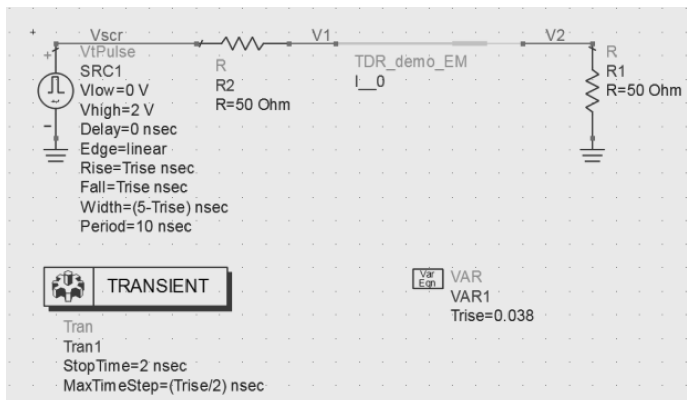 Vscr
VtPulse
SRC1
Vlow=0 V
Vhigh=2 V
Delay=0 nsec
Edge=linear
Rise=Trise nsec
Fall=Trise nsec
Width=(5-Trise) nsec
Period=10 nsec
R
R2
R=50 Ohm
V1
TDR_demo_EM
I__0
V2
R
R1
R=50 Ohm
TRANSIENT
Tran
Tran1
StopTime=2 nsec
MaxTimeStep=(Trise/2) nsec
Var
Eqn
VAR
VAR1
Trise=0.038